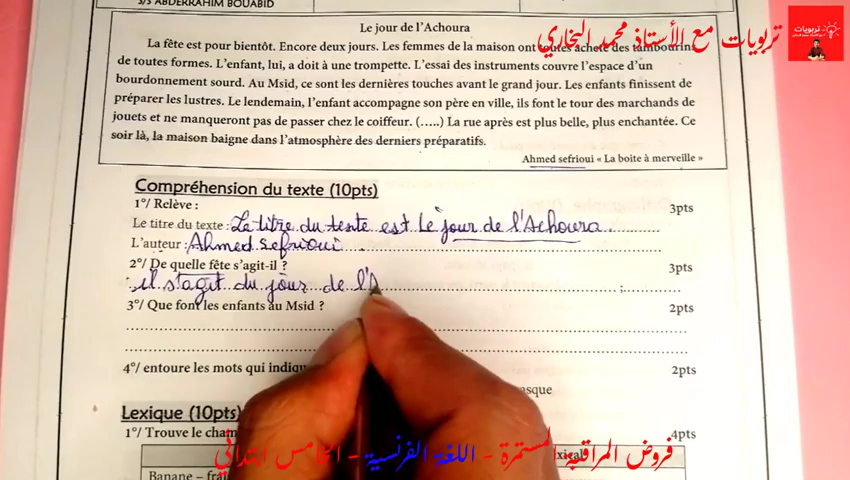 S/S ABDERRAHIM BOUABID
تربويات مع الأستاذ محمد البخاري
تربويات
Le jour de l'Achoura
La fête est pour bientôt. Encore deux jours. Les femmes de la maison ont toutes acheté des tambourins
de toutes formes. L'enfant, lui, a doit à une trompette. L'essai des instruments couvre l'espace d'un
bourdonnement sourd. Au Msid, ce sont les dernières touches avant le grand jour. Les enfants finissent de
préparer les lustres. Le lendemain, l'enfant accompagne son père en ville, ils font le tour des marchands de
jouets et ne manqueront pas de passer chez le coiffeur. (.....) La rue après est plus belle, plus enchantée. Ce
soir là, la maison baigne dans l'atmosphère des derniers préparatifs.
Ahmed sefrioui « La boite à merveille »
Compréhension du texte (10pts)
1°/ Relève : 3pts
Le titre du texte : La titre du texte est le jour de l'Achoura
L'auteur : Ahmed Sefrioui
2°/ De quelle fête s'agit-il ? 3pts
il s'agit du jour de l'A
3°/ Que font les enfants au Msid ? 2pts
4°/ entoure les mots qui indiqu 2pts
asque
Lexique (10pts)
1°/ Trouve le cham 4pts
xical
Banane – frai
فروض المراقبة المستمرة - اللغة الفرنسية - الخامس ابتدائي